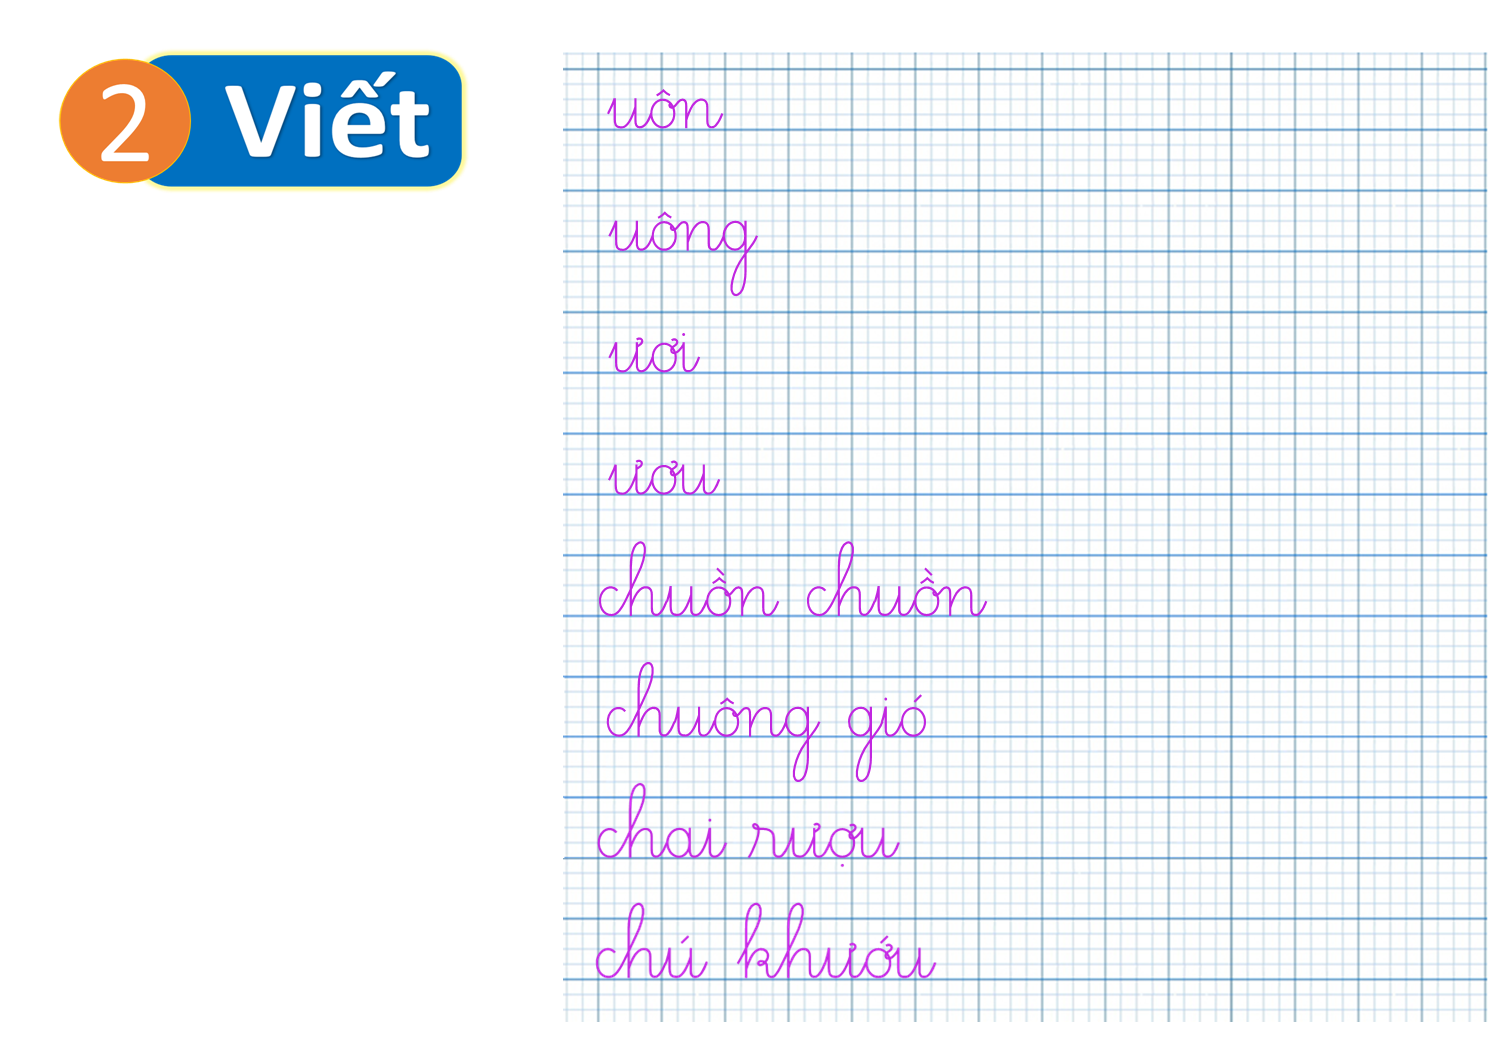 2 Viết
uôn
uông
ươi
ươu
chuồn chuồn
chuông gió
chai rượu
chú khướu